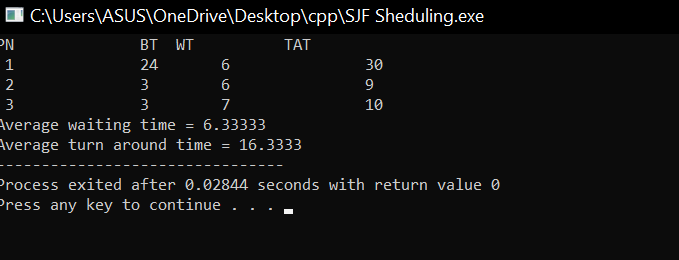 C:\Users\ASUS\OneDrive\Desktop\cpp\SJF Sheduling.exe
PN BT WT TAT
1 24 6 30
2 3 6 9
3 3 7 10
Average waiting time = 6.33333
Average turn around time = 16.3333
--------------------------------
Process exited after 0.02844 seconds with return value 0
Press any key to continue . . .